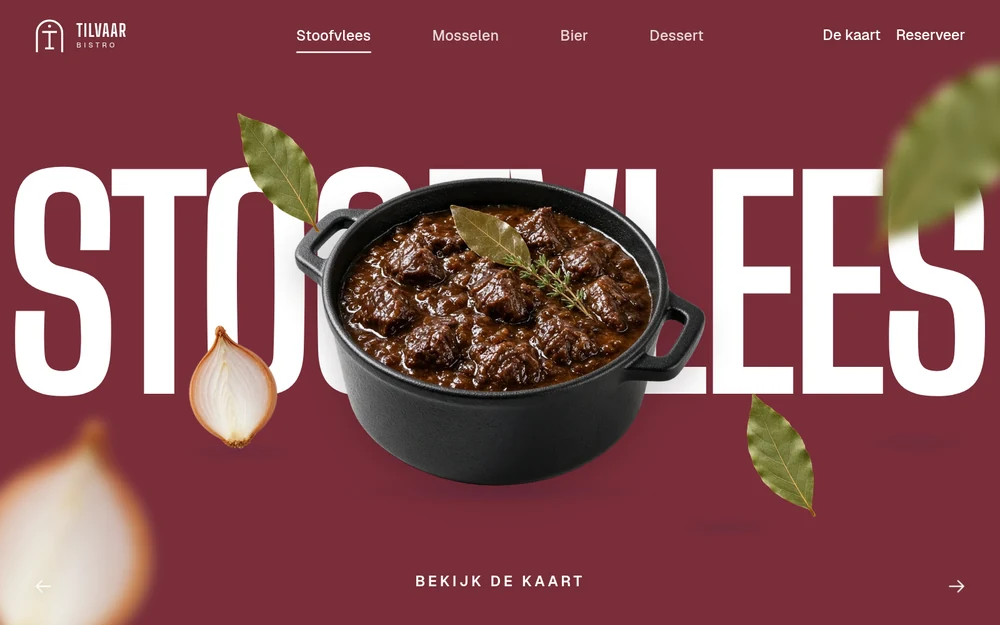 TILVAAR
BISTRO
Stoofvlees
Mosselen
Bier
Dessert
De kaart
Reserveer
STOOFVLEES
BEKIJK DE KAART